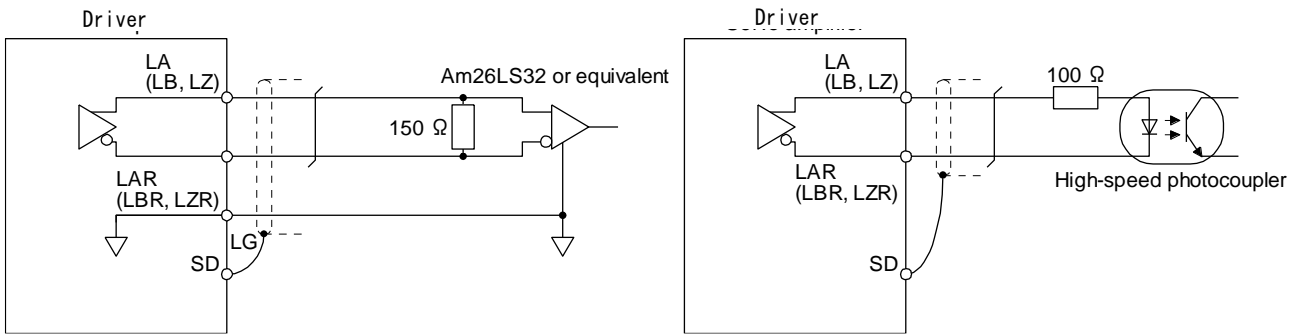 Driver
LA
(LB, LZ)
Am26LS32 or equivalent
150 Ω
LAR
(LBR, LZR)
LG
SD
Driver
LA
(LB, LZ)
100 Ω
High-speed photocoupler
LAR
(LBR, LZR)
SD